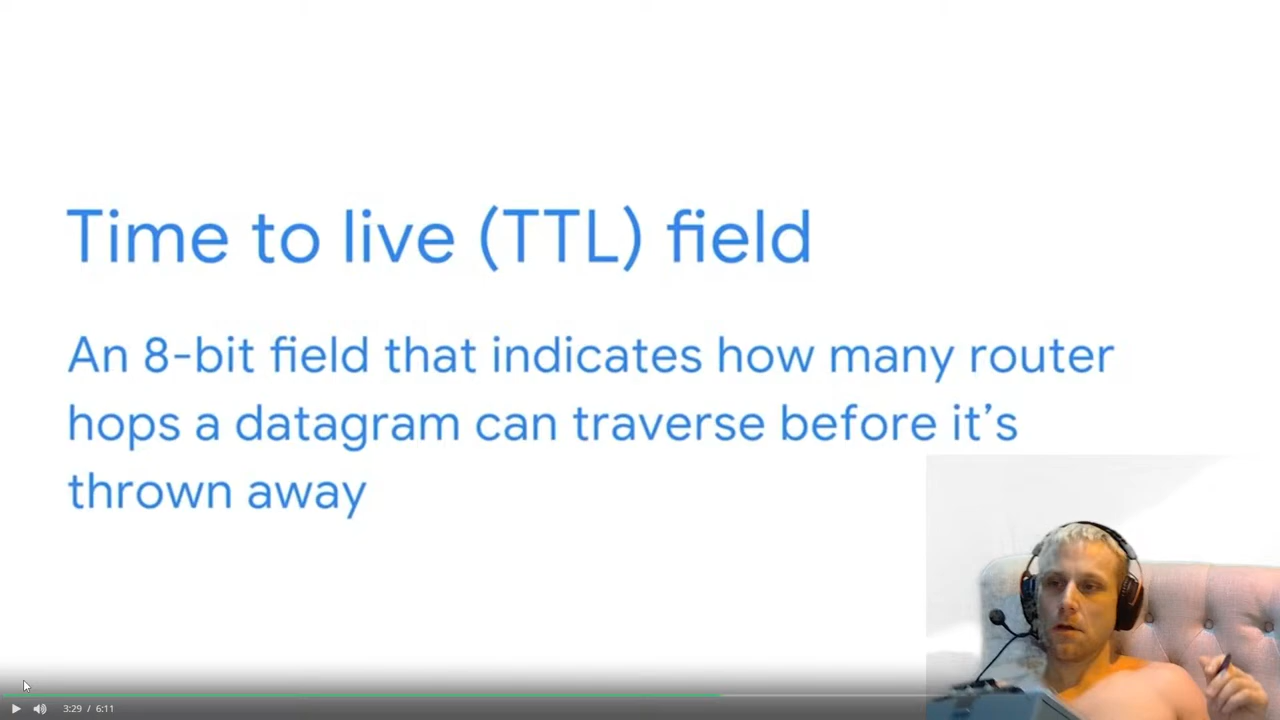 Time to live (TTL) field
An 8-bit field that indicates how many router
hops a datagram can traverse before it’s
thrown away
3:29 / 6:11